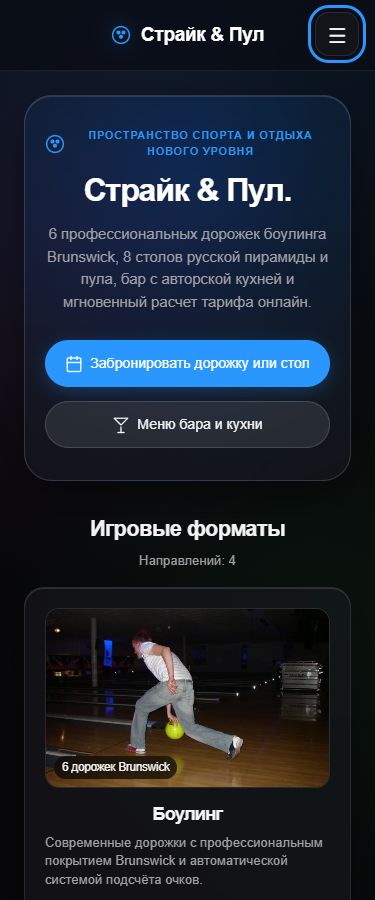 Страйк & Пул
ПРОСТРАНСТВО СПОРТА И ОТДЫХА
НОВОГО УРОВНЯ
Страйк & Пул.
6 профессиональных дорожек боулинга
Brunswick, 8 столов русской пирамиды и
пула, бар с авторской кухней и
мгновенный расчет тарифа онлайн.
Забронировать дорожку или стол
Меню бара и кухни
Игровые форматы
Направлений: 4
6 дорожек Brunswick
Боулинг
Современные дорожки с профессиональным
покрытием Brunswick и автоматической
системой подсчёта очков.